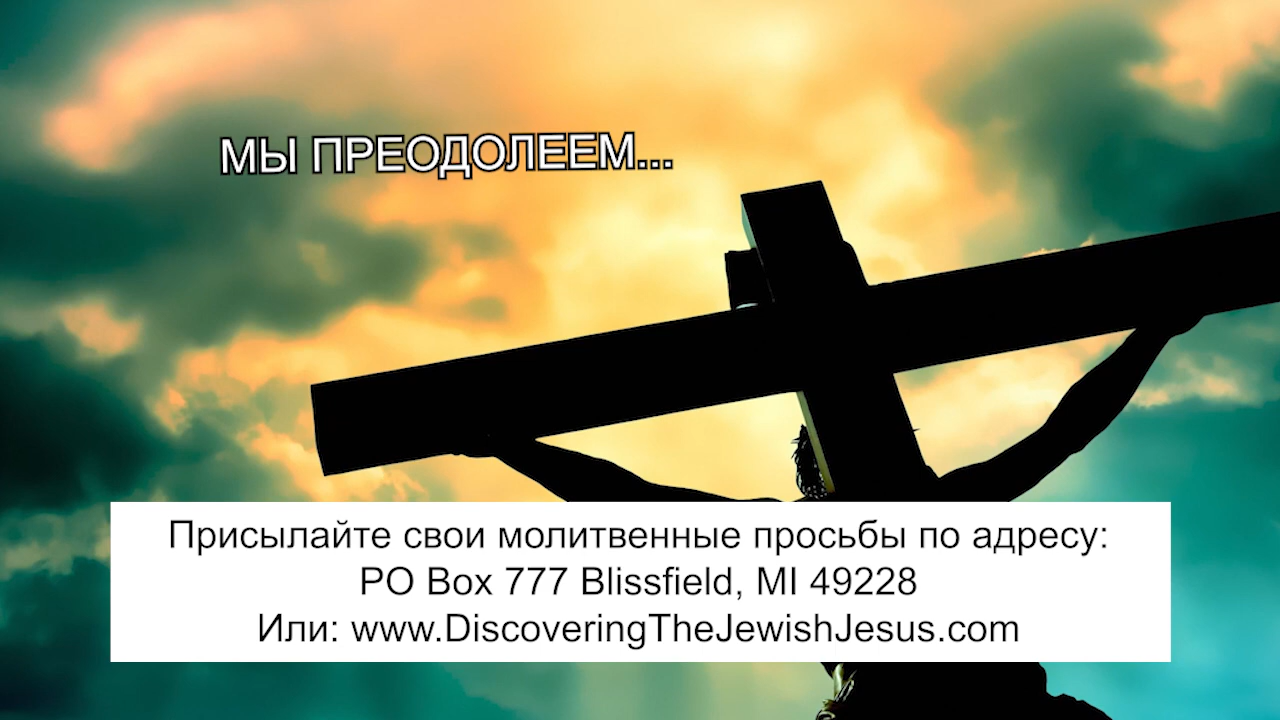 МЫ ПРЕОДОЛЕЕМ...
Присылайте свои молитвенные просьбы по адресу:
PO Box 777 Blissfield, MI 49228
Или: www.DiscoveringTheJewishJesus.com